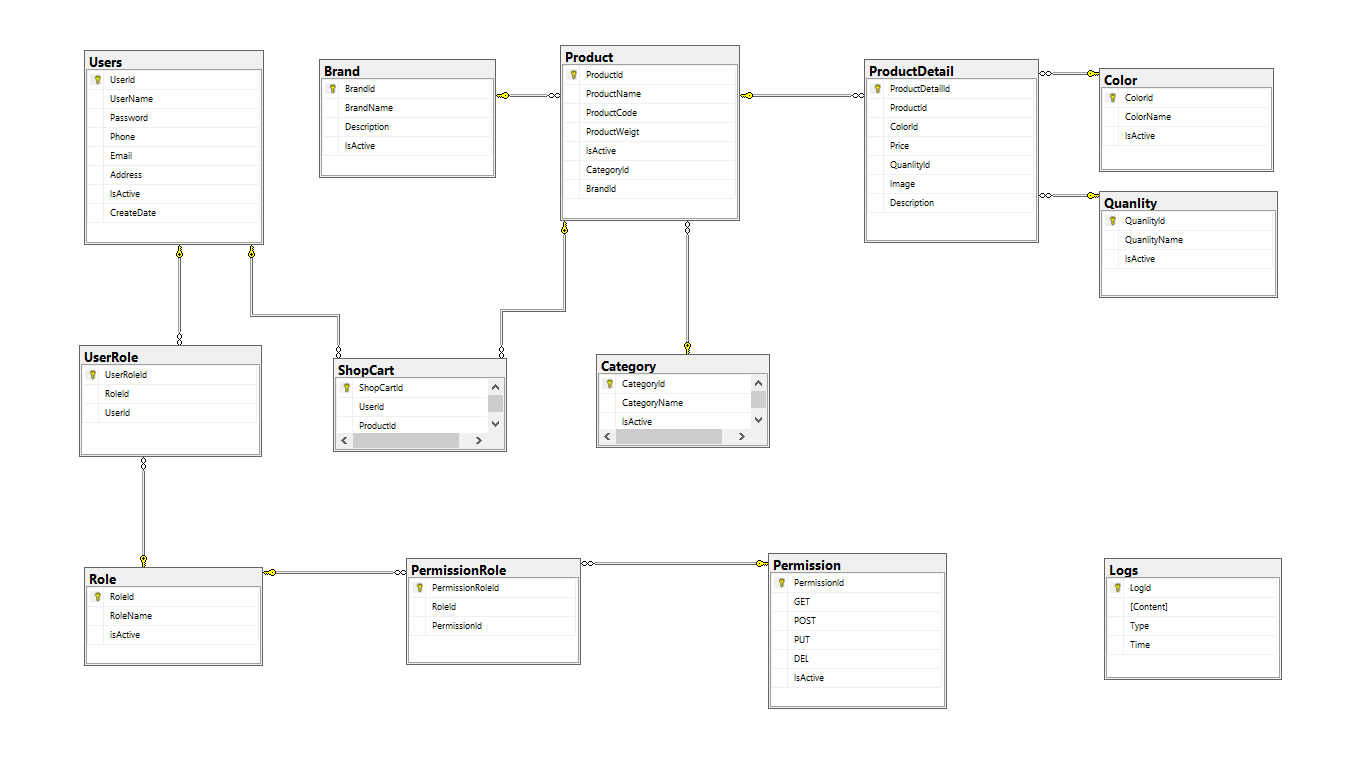 Users
UserId
UserName
Password
Phone
Email
Address
IsActive
CreateDate
Brand
BrandId
BrandName
Description
IsActive
Product
ProductId
ProductName
ProductCode
ProductWeigt
IsActive
CategoryId
BrandId
ProductDetail
ProductDetailId
ProductId
ColorId
Price
QuanlityId
Image
Description
Color
ColorId
ColorName
IsActive
Quanlity
QuanlityId
QuanlityName
IsActive
UserRole
UserRoleId
RoleId
UserId
ShopCart
ShopCartId
UserId
ProductId
Category
CategoryId
CategoryName
IsActive
Role
RoleId
RoleName
isActive
PermissionRole
PermissionRoleId
RoleId
PermissionId
Permission
PermissionId
GET
POST
PUT
DEL
IsActive
Logs
LogId
[Content]
Type
Time